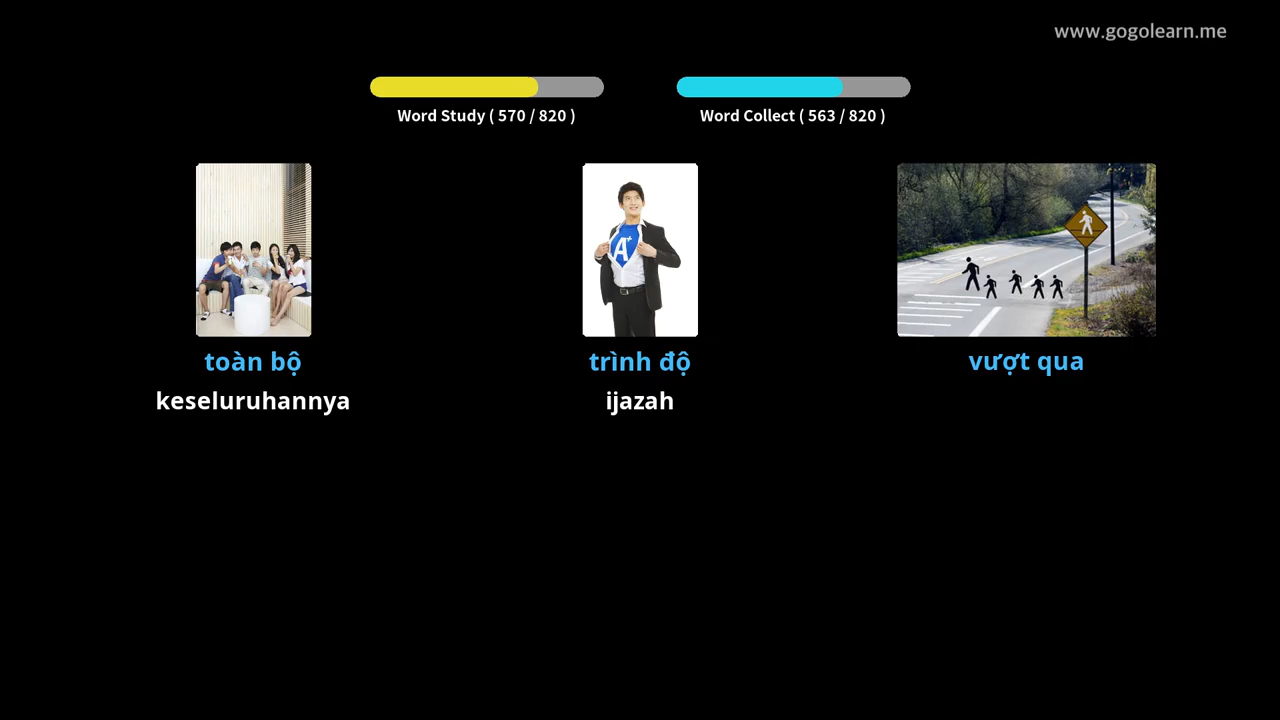 www.gogolearn.me
Word Study ( 570 / 820 )
Word Collect ( 563 / 820 )
A+
toàn bộ
trình độ
vượt qua
keseluruhannya
ijazah